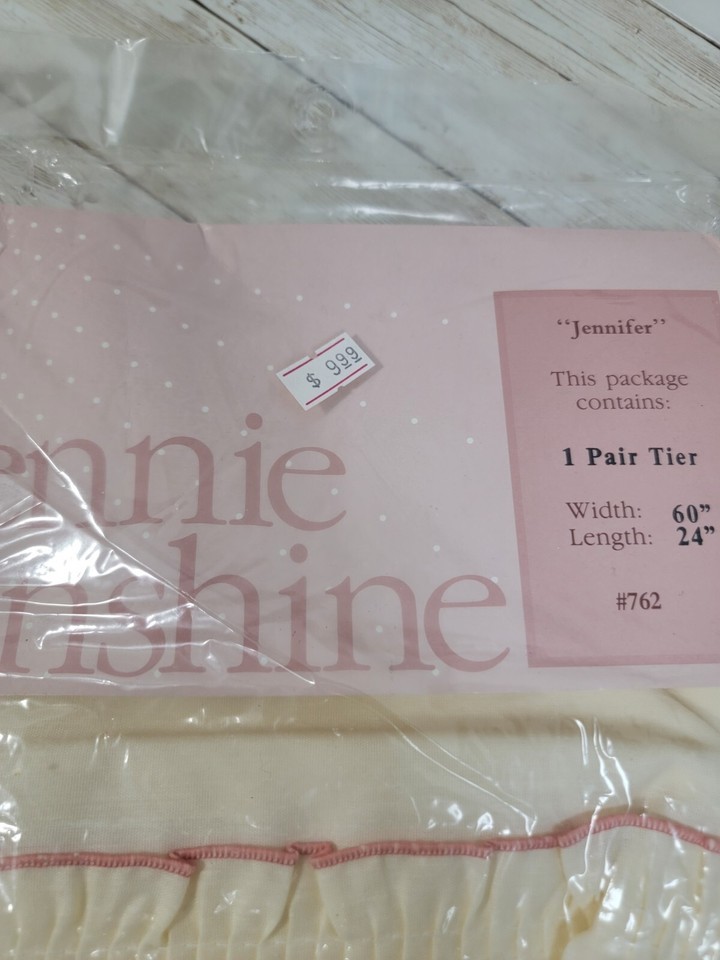 “Jennifer”
This package
contains:
1 Pair Tier
Width: 60”
Length: 24”
#762
$ 999
ennie
nshine